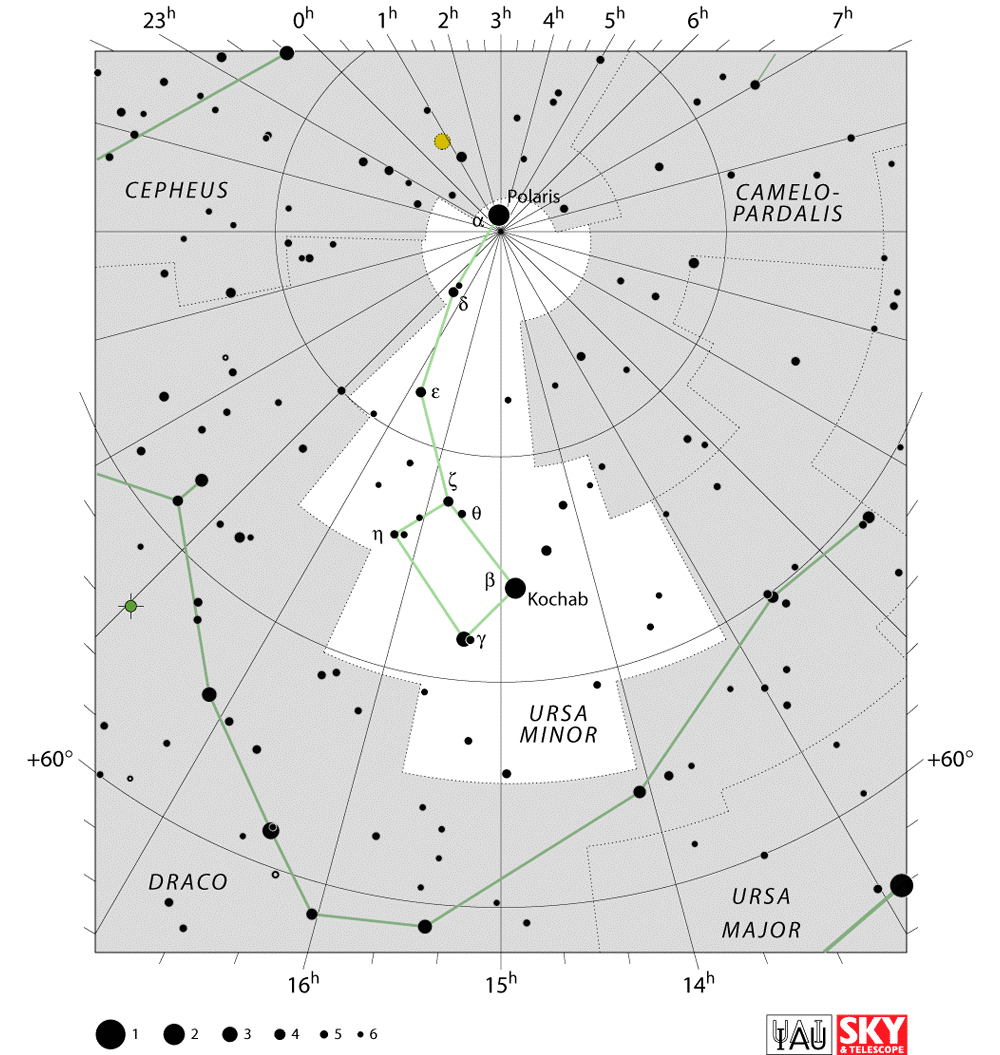 23h 0h 1h 2h 3h 4h 5h 6h 7h
CEPHEUS
Polaris
α
CAMELO-
PARDALIS
δ
ε
ζ
θ
η
β
Kochab
γ
URSA
MINOR
+60° +60°
DRACO
URSA
MAJOR
16h 15h 14h
1 2 3 4 5 6
IAU
SKY
& TELESCOPE